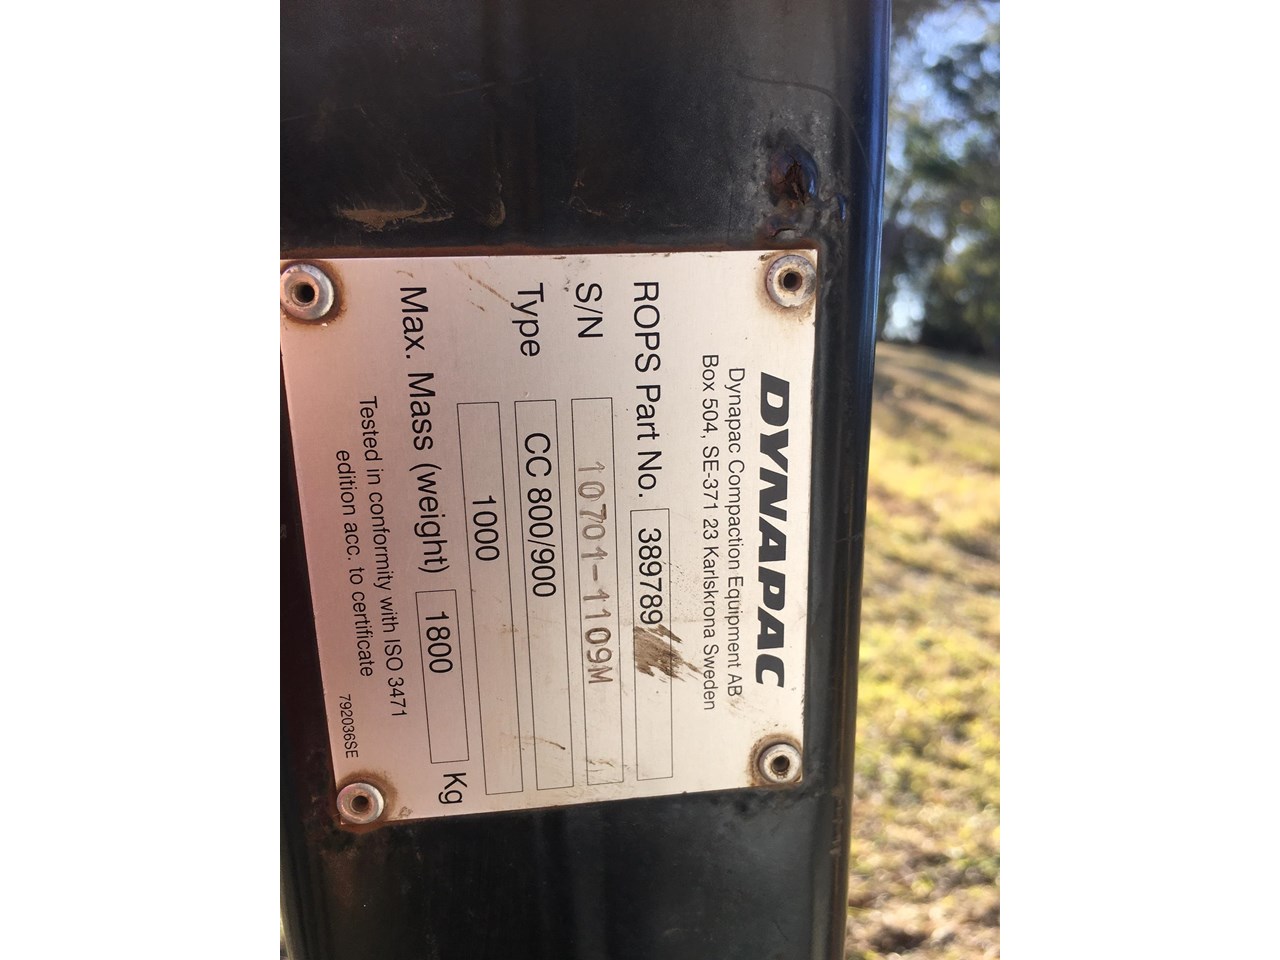 DYNAPAC
Dynapac Compaction Equipment AB
Box 504, SE-371 23 Karlskrona Sweden
ROPS Part No. 389789
S/N 10701-1109M
Type CC 800/900
1000
Max. Mass (weight) 1800 Kg
Tested in conformity with ISO 3471
edition acc. to certificate
792036SE